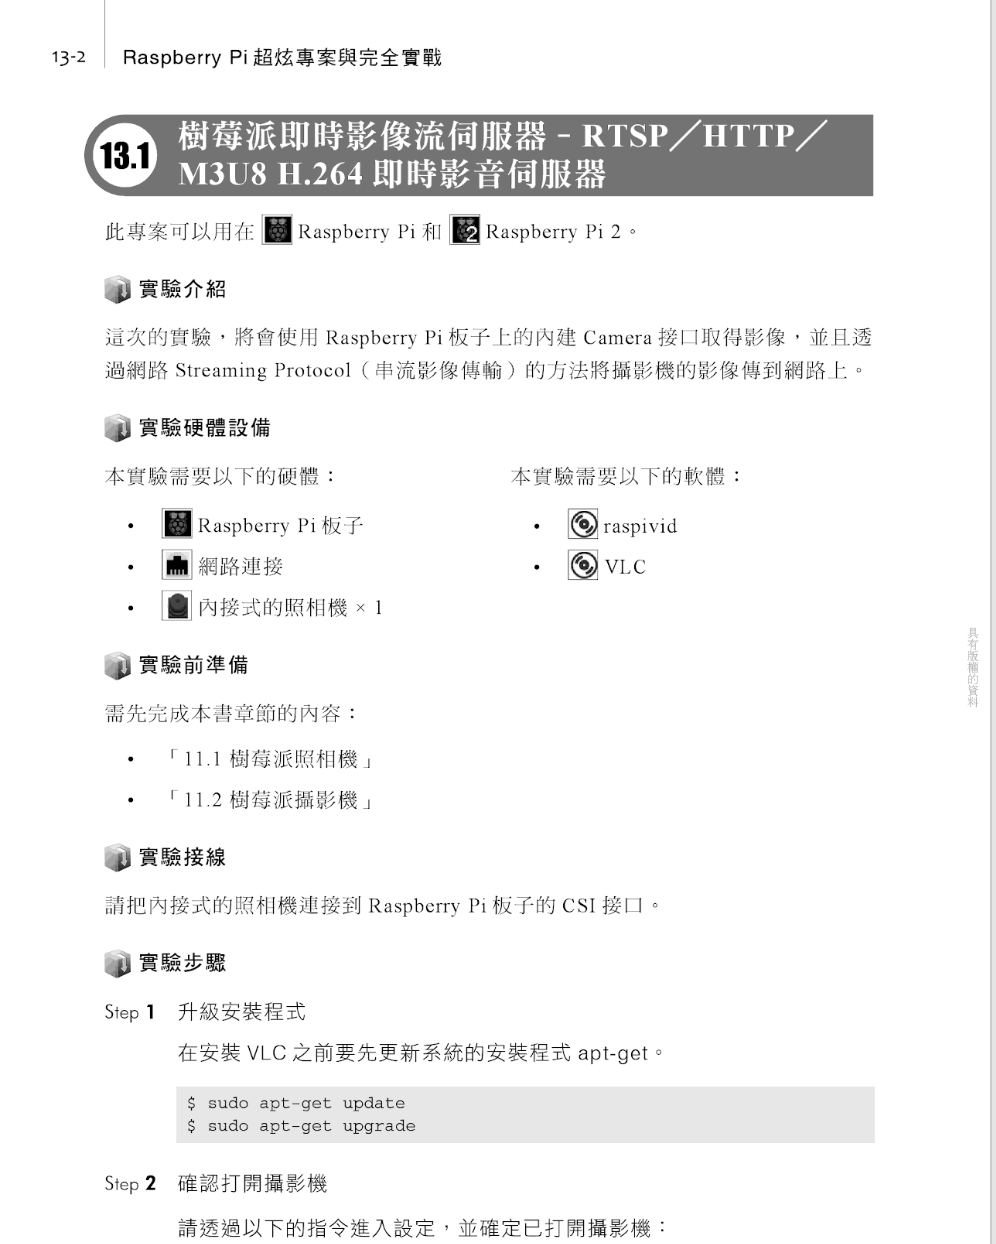 13-2 Raspberry Pi 超炫專案與完全實戰
13.1 樹莓派即時影像流伺服器－RTSP／HTTP／
M3U8 H.264 即時影音伺服器
此專案可以用在 Raspberry Pi 和 2 Raspberry Pi 2。
實驗介紹
這次的實驗，將會使用 Raspberry Pi 板子上的內建 Camera 接口取得影像，並且透
過網路 Streaming Protocol（串流影像傳輸）的方法將攝影機的影像傳到網路上。
實驗硬體設備
本實驗需要以下的硬體：
• Raspberry Pi 板子
• 網路連接
• 內接式的照相機 × 1
本實驗需要以下的軟體：
• raspivid
• VLC
實驗前準備
需先完成本書章節的內容：
• 「11.1 樹莓派照相機」
• 「11.2 樹莓派攝影機」
實驗接線
請把內接式的照相機連接到 Raspberry Pi 板子的 CSI 接口。
實驗步驟
Step 1 升級安裝程式
在安裝 VLC 之前要先更新系統的安裝程式 apt-get。
$ sudo apt-get update
$ sudo apt-get upgrade
Step 2 確認打開攝影機
請透過以下的指令進入設定，並確定已打開攝影機：
具有版權的資料